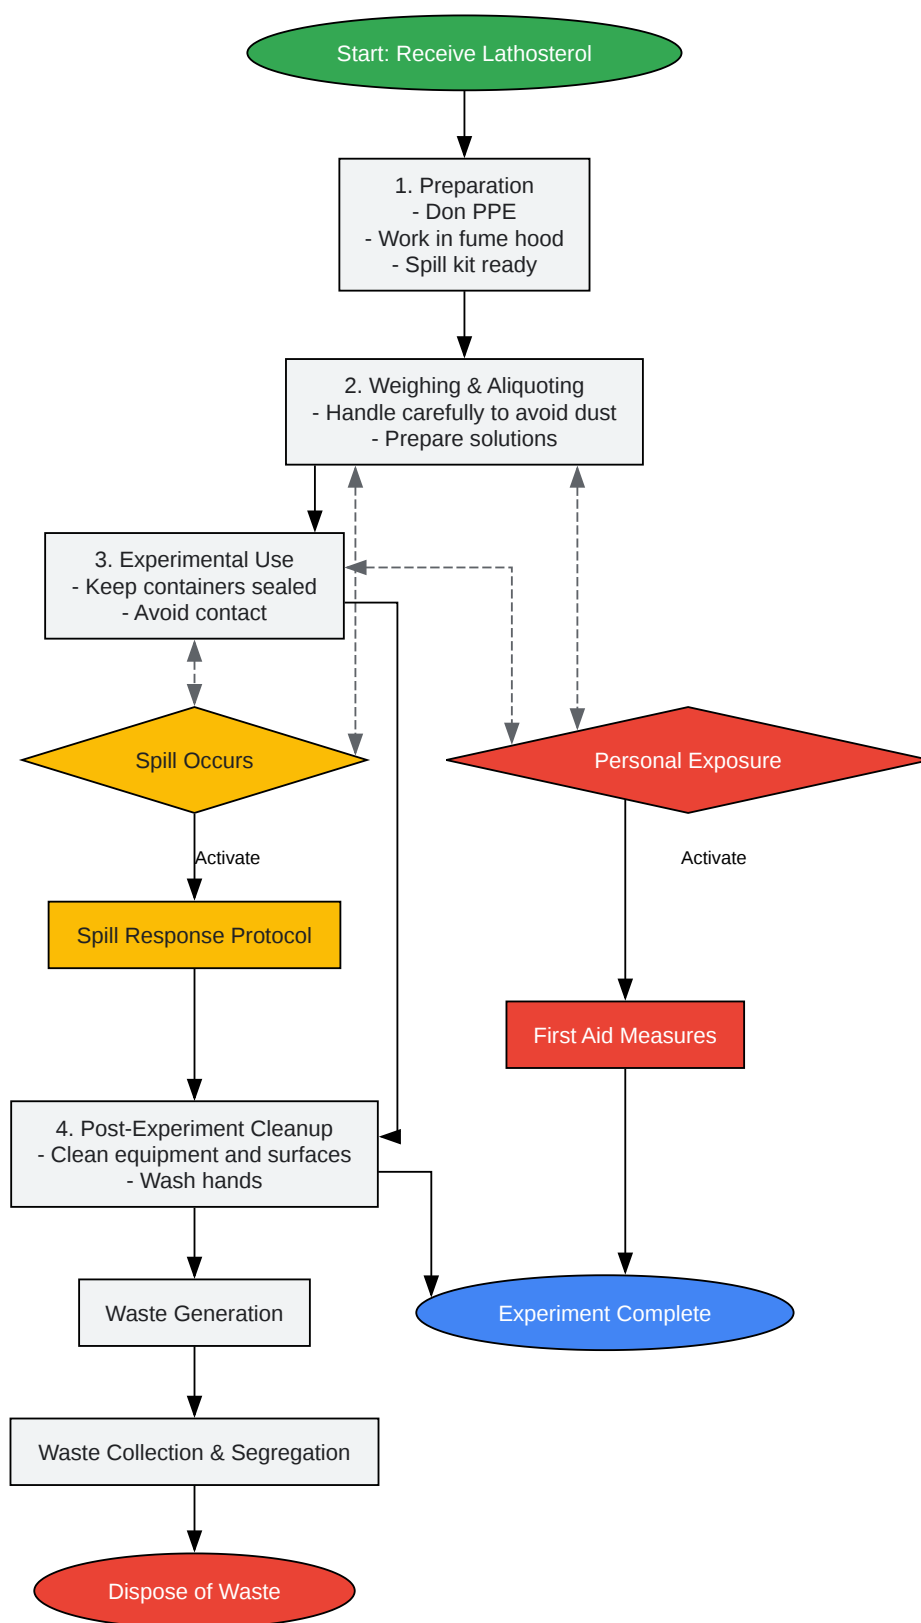 Start: Receive Lathosterol
1. Preparation
- Don PPE
- Work in fume hood
- Spill kit ready
2. Weighing & Aliquoting
- Handle carefully to avoid dust
- Prepare solutions
3. Experimental Use
- Keep containers sealed
- Avoid contact
Spill Occurs
Personal Exposure
Activate
Activate
Spill Response Protocol
First Aid Measures
4. Post-Experiment Cleanup
- Clean equipment and surfaces
- Wash hands
Waste Generation
Experiment Complete
Waste Collection & Segregation
Dispose of Waste